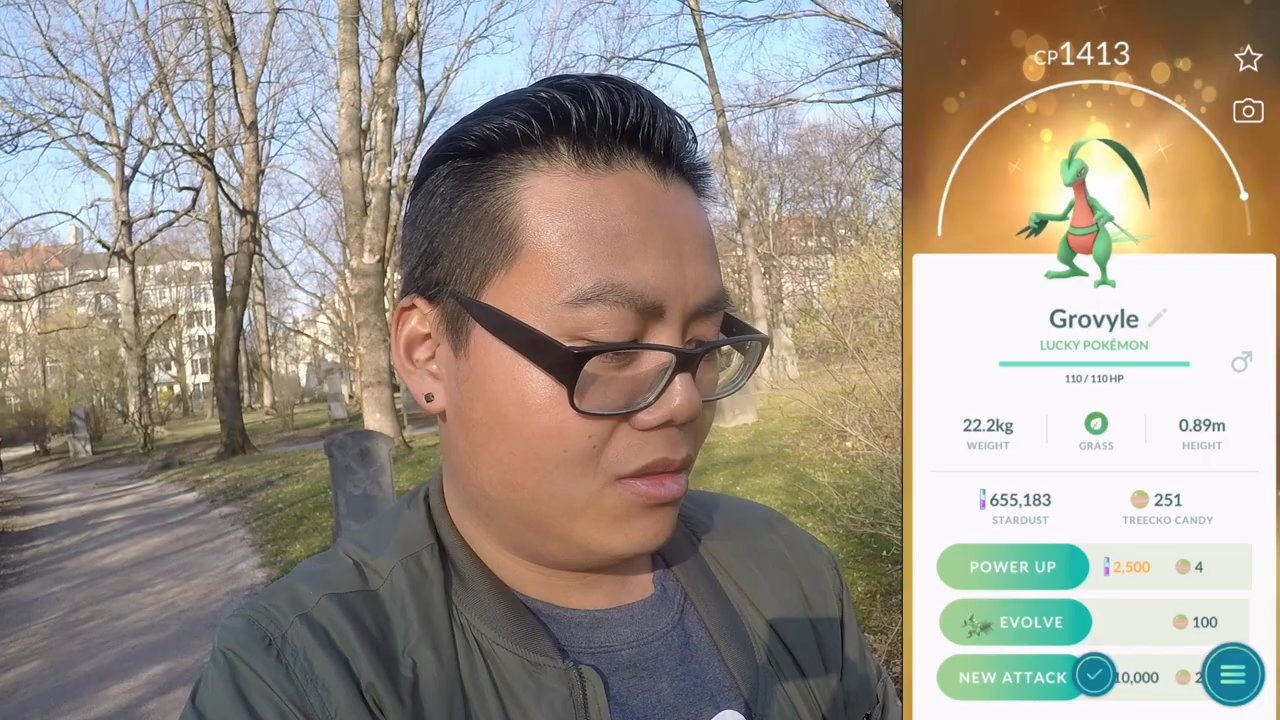 CP1413
Grovyle
LUCKY POKÉMON
110 / 110 HP
22.2kg
WEIGHT
GRASS
0.89m
HEIGHT
655,183
STARDUST
251
TREECKO CANDY
POWER UP 2,500 4
EVOLVE 100
NEW ATTACK 10,000